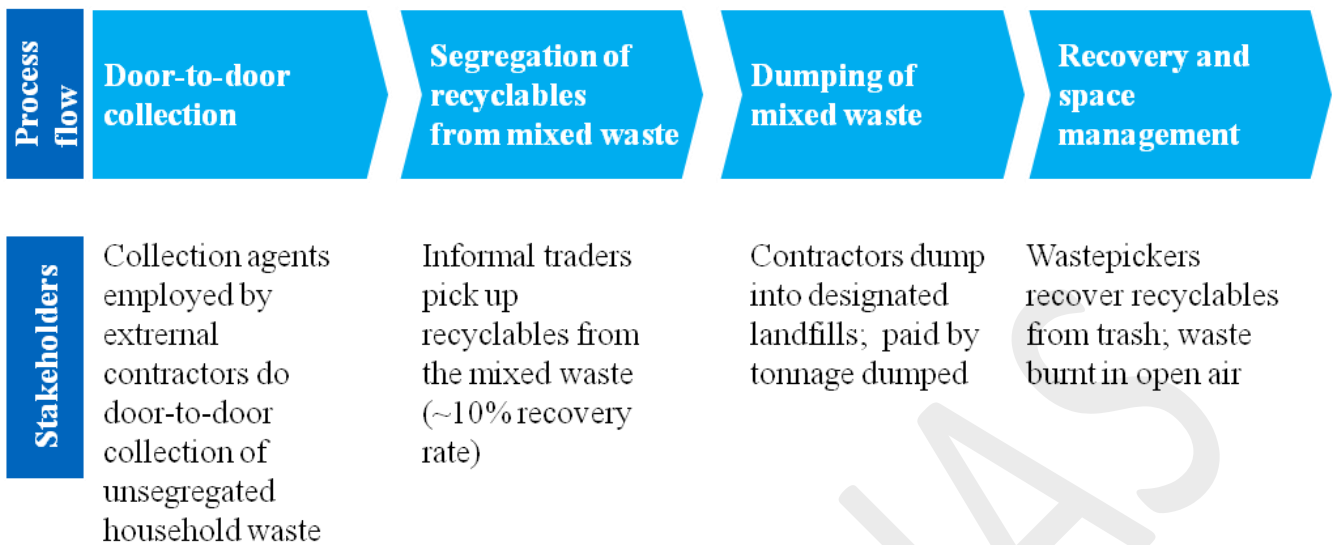 Process
flow
Door-to-door
collection
Segregation of
recyclables
from mixed waste
Dumping of
mixed waste
Recovery and
space
management
Stakeholders
Collection agents
employed by
extrernal
contractors do
door-to-door
collection of
unsegregated
household waste
Informal traders
pick up
recyclables from
the mixed waste
(~10% recovery
rate)
Contractors dump
into designated
landfills; paid by
tonnage dumped
Wastepickers
recover recyclables
from trash; waste
burnt in open air